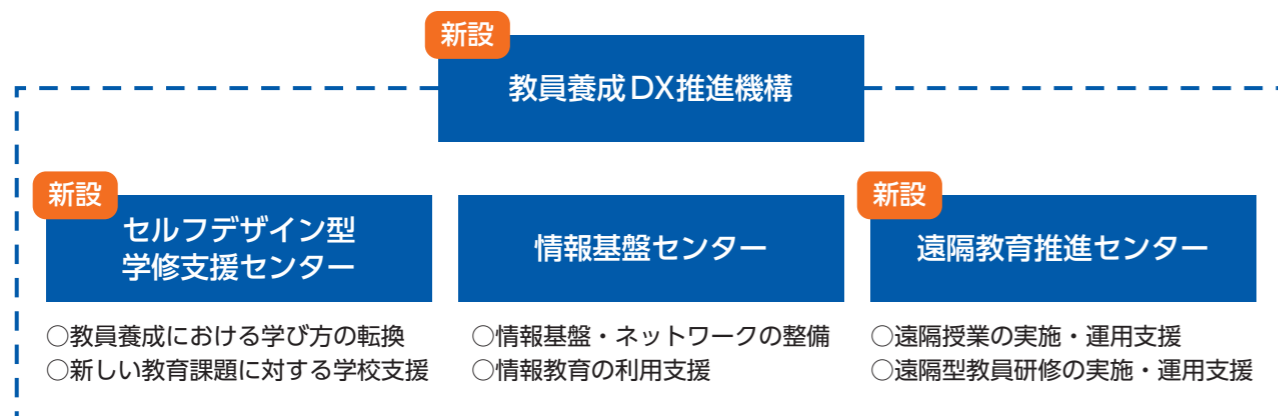 新設
教員養成DX推進機構
新設
セルフデザイン型
学修支援センター
○教員養成における学び方の転換
○新しい教育課題に対する学校支援
情報基盤センター
○情報基盤・ネットワークの整備
○情報教育の利用支援
新設
遠隔教育推進センター
○遠隔授業の実施・運用支援
○遠隔型教員研修の実施・運用支援